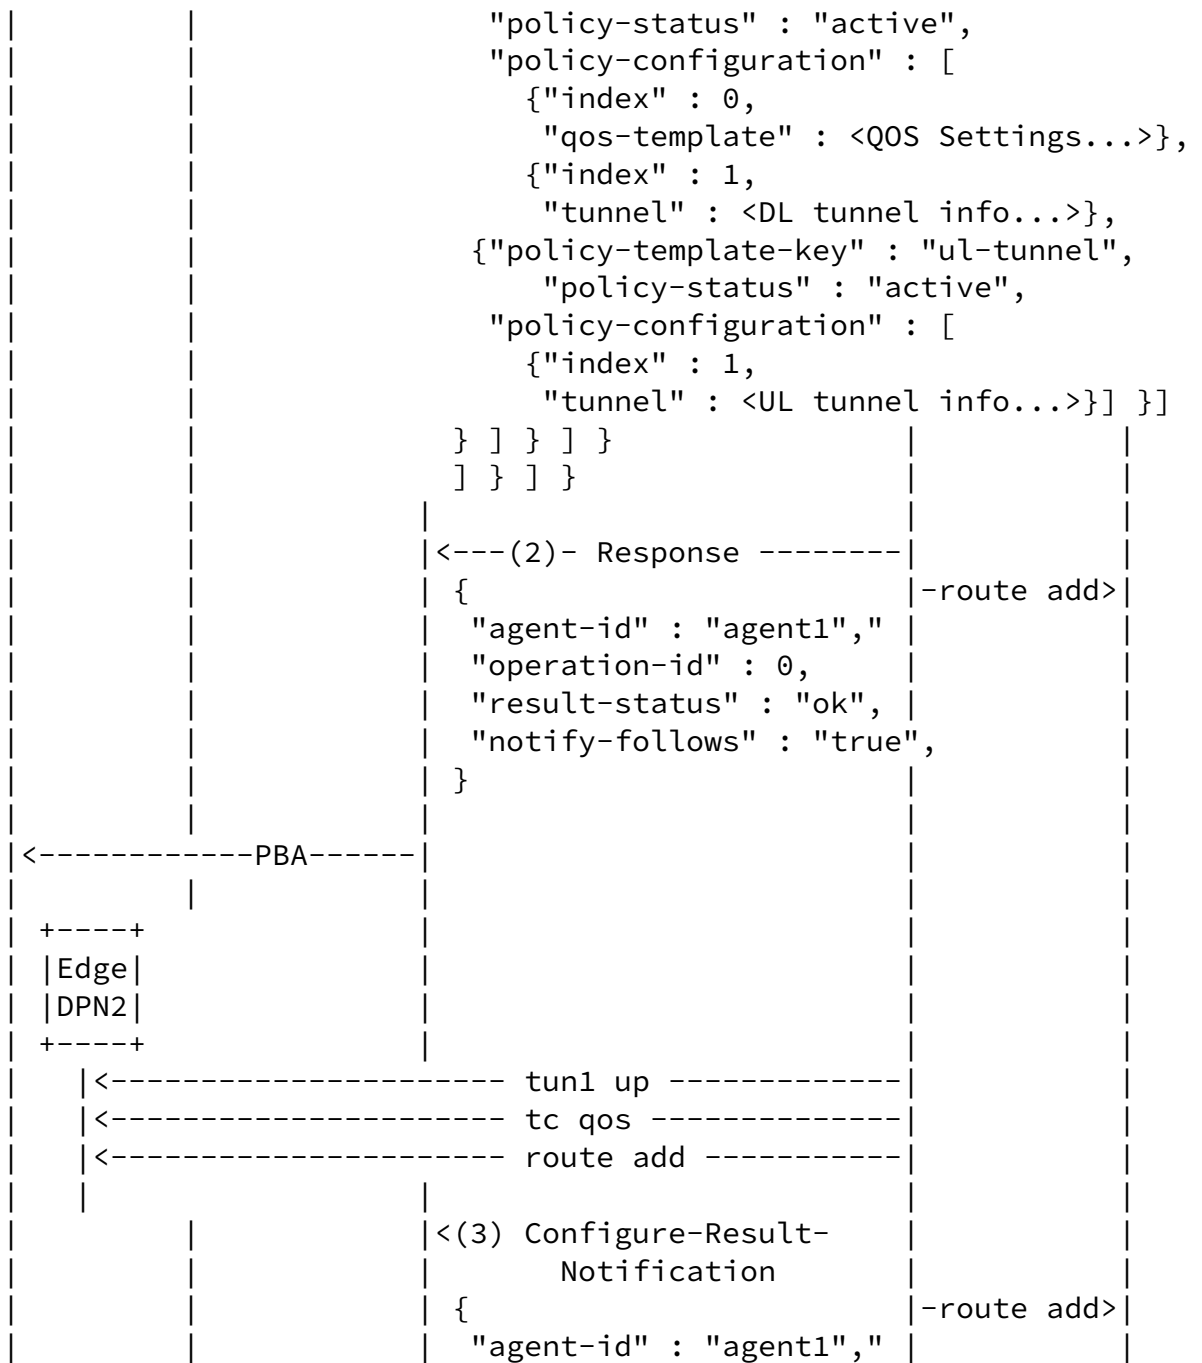 |         |                "policy-status" : "active",
|         |                "policy-configuration" : [
|         |                  {"index" : 0,
|         |                   "qos-template" : <QOS Settings...>},
|         |                  {"index" : 1,
|         |                   "tunnel" : <DL tunnel info...>},
|         |               {"policy-template-key" : "ul-tunnel",
|         |                   "policy-status" : "active",
|         |                "policy-configuration" : [
|         |                  {"index" : 1,
|         |                   "tunnel" : <UL tunnel info...>}] }]
|         |              } ] } ] }                |           |
|         |              ] } ] }                  |           |
|         |            |                          |           |
|         |            |<---(2)- Response --------|           |
|         |            | {                        |-route add>|
|         |            |  "agent-id" : "agent1"," |           |
|         |            |  "operation-id" : 0,     |           |
|         |            |  "result-status" : "ok", |           |
|         |            |  "notify-follows" : "true",          |
|         |            | }                        |           |
|         |            |                          |           |
|<------------PBA------|                          |           |
|         |            |                          |           |
| +----+               |                          |           |
| |Edge|               |                          |           |
| |DPN2|               |                          |           |
| +----+               |                          |           |
|   |<---------------------- tun1 up -------------|           |
|   |<---------------------- tc qos --------------|           |
|   |<---------------------- route add -----------|           |
|   |                  |                          |           |
|         |            |<(3) Configure-Result-    |           |
|         |            |       Notification       |           |
|         |            | {                        |-route add>|
|         |            |  "agent-id" : "agent1"," |           |